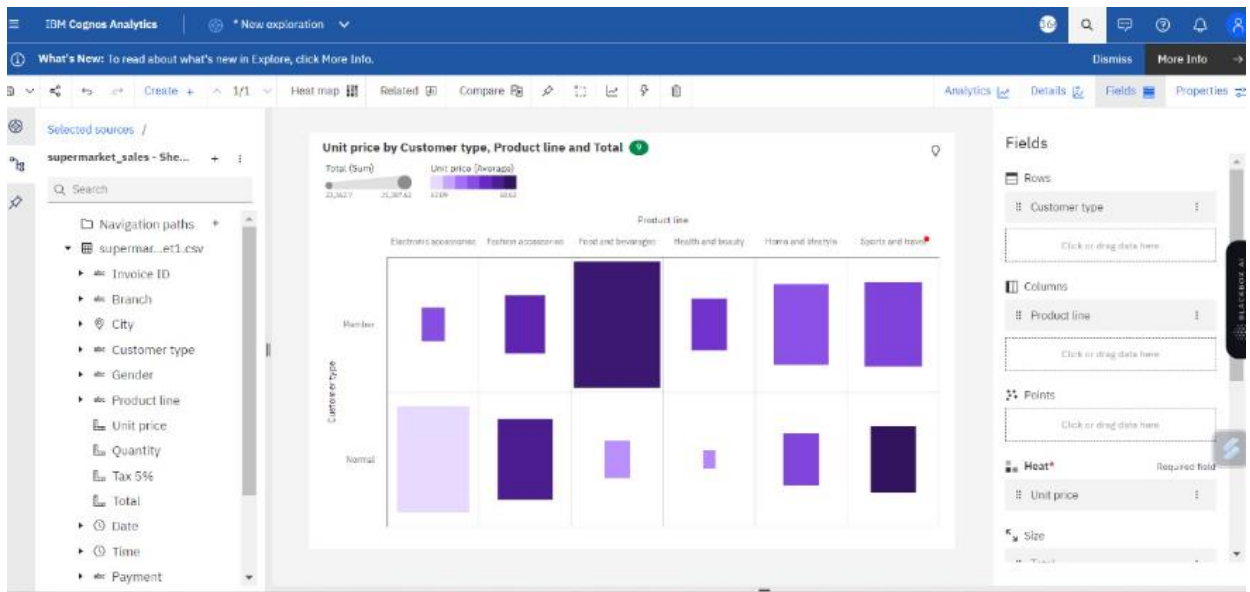 IBM Cognos Analytics
* New exploration
What's New: To read about what's new in Explore, click More Info.
Dismiss
More Info
Create +
1/1
Heat map
Related
Compare
Analytics
Details
Fields
Properties
Selected sources /
supermarket_sales - She...
Search
Navigation paths
supermar...et1.csv
Invoice ID
Branch
City
Customer type
Gender
Product line
Unit price
Quantity
Tax 5%
Total
Date
Time
Payment
Unit price by Customer type, Product line and Total 9
Total (Sum)
Unit price (Average)
Product line
Electronic accessories Fashion accessories Food and beverages Health and beauty Home and lifestyle Sports and travel
Customer type
Member
Normal
Fields
Rows
Customer type
Click or drag data here
Columns
Product line
Click or drag data here
Points
Click or drag data here
Heat*
Required field
Unit price
Size
Total
BLACKBOX AI